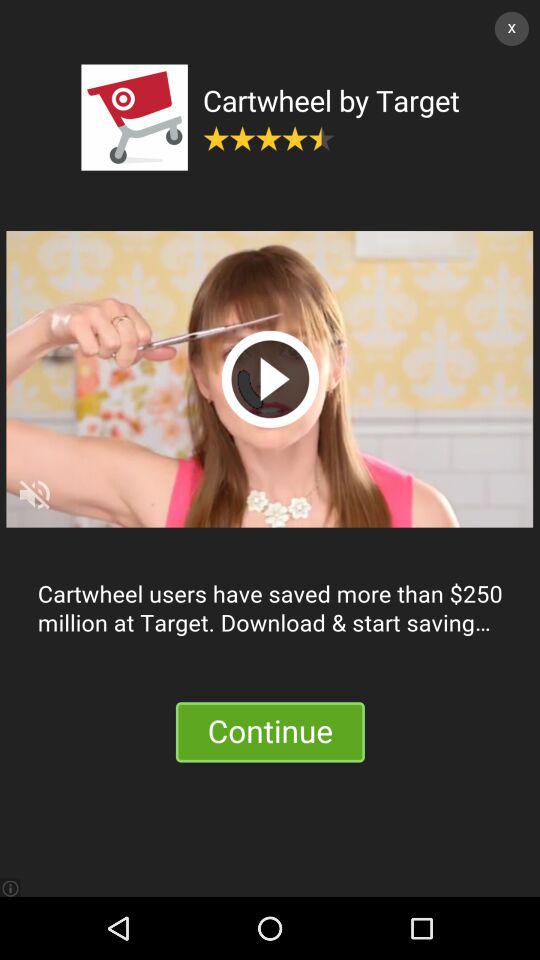 x
Cartwheel by Target
Cartwheel users have saved more than $250
million at Target. Download & start saving...
Continue